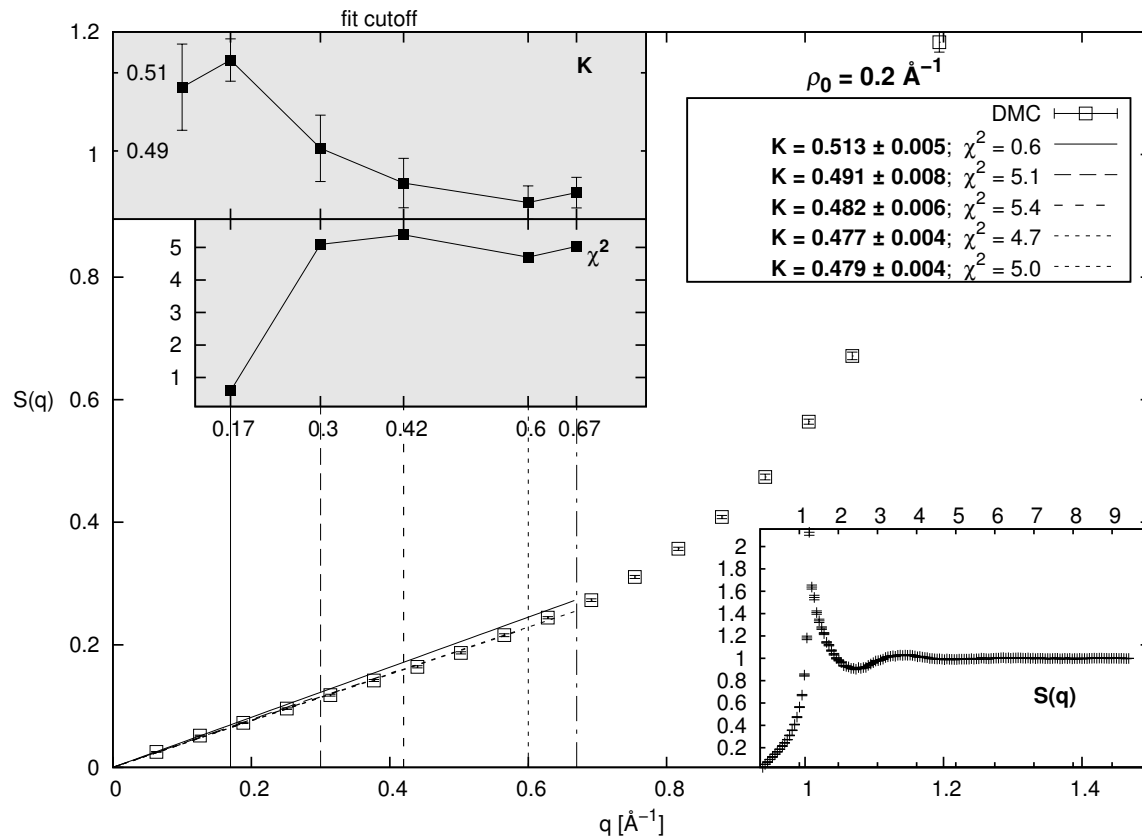 fit cutoff
1.2
1
0.8
0.6
0.4
0.2
0
S(q)
0.51
0.49
K
5
4
3
2
1
χ²
0.17 0.3 0.42 0.6 0.67
ρ₀ = 0.2 Å⁻¹
DMC
K = 0.513 ± 0.005; χ² = 0.6
K = 0.491 ± 0.008; χ² = 5.1
K = 0.482 ± 0.006; χ² = 5.4
K = 0.477 ± 0.004; χ² = 4.7
K = 0.479 ± 0.004; χ² = 5.0
1 2 3 4 5 6 7 8 9
2
1.8
1.6
1.4
1.2
1.0
0.8
0.6
0.4
0.2
S(q)
0 0.2 0.4 0.6 0.8 1 1.2 1.4
q [Å⁻¹]